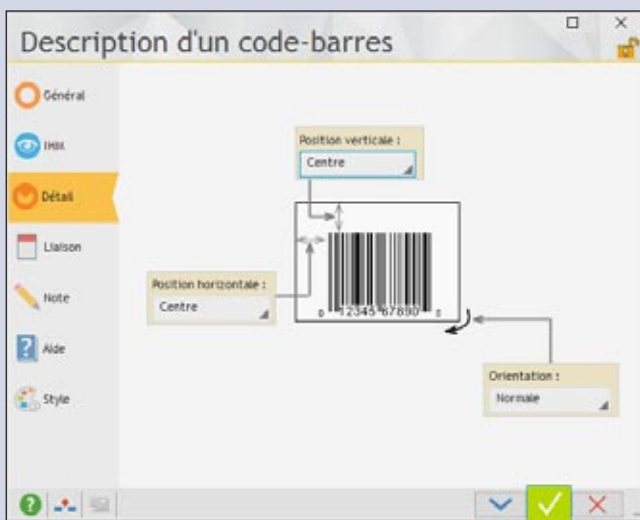 Description d'un code-barres
Général
IHM
Détail
Liaison
Note
Aide
Style
Position verticale :
Centre
Position horizontale :
Centre
0 12345 67890 5
Orientation :
Normale